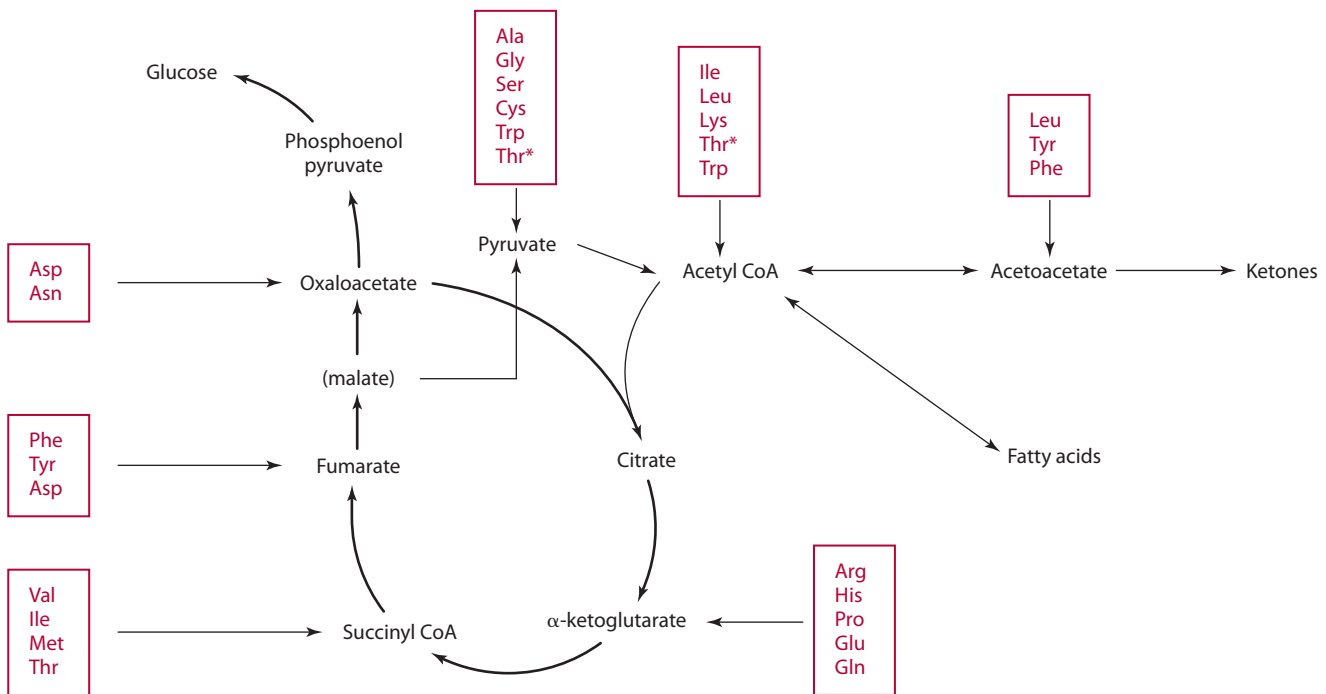 Glucose
Phosphoenol
pyruvate
Ala
Gly
Ser
Cys
Trp
Thr*
Ile
Leu
Lys
Thr*
Trp
Leu
Tyr
Phe
Asp
Asn
Oxaloacetate
Pyruvate
Acetyl CoA
Acetoacetate
Ketones
(malate)
Phe
Tyr
Asp
Fumarate
Citrate
Fatty acids
Val
Ile
Met
Thr
Succinyl CoA
α-ketoglutarate
Arg
His
Pro
Glu
Gln